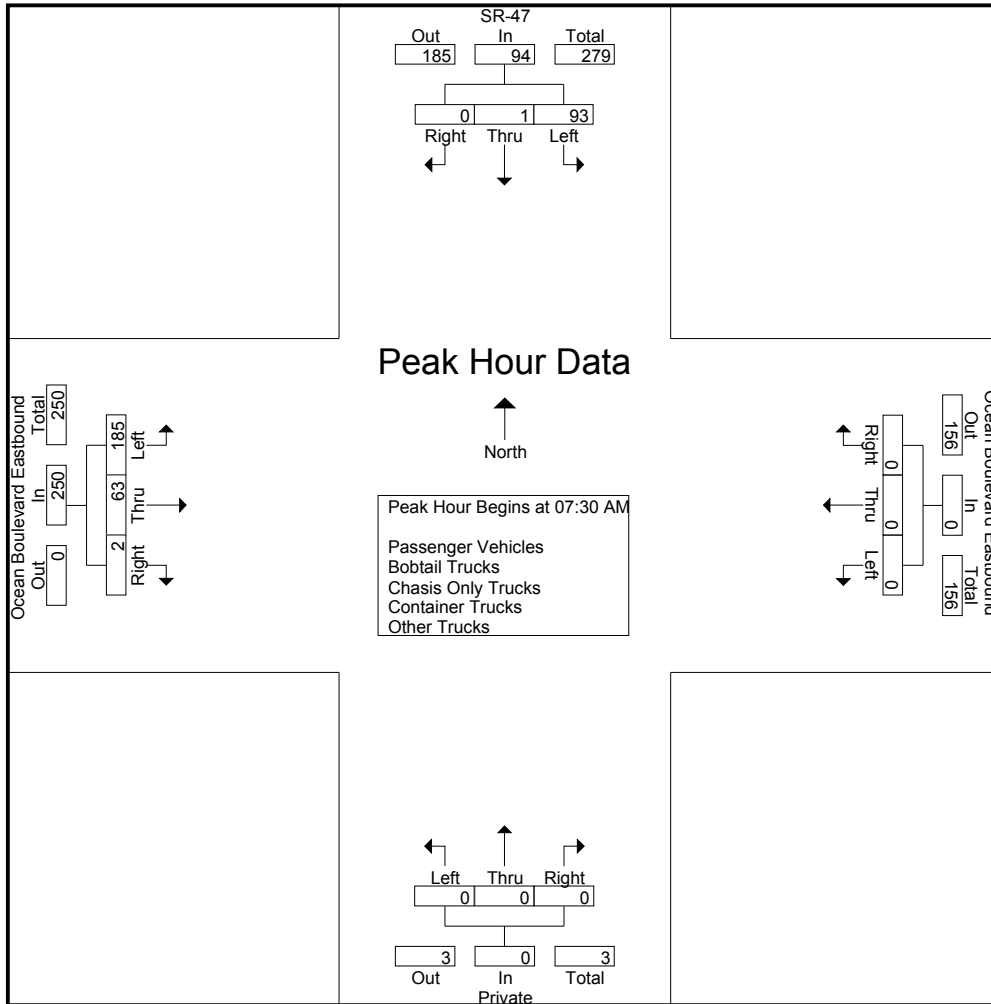 SR-47
Out In Total
185 94 279
0 1 93
Right Thru Left
Peak Hour Data
North
Peak Hour Begins at 07:30 AM
Passenger Vehicles
Bobtail Trucks
Chasis Only Trucks
Container Trucks
Other Trucks
Ocean Boulevard Eastbound
Total In Out
250 250 0
185 63 2
Left Thru Right
Ocean Boulevard Eastbound
Out In Total
156 0 156
0 0 0
Right Thru Left
Left Thru Right
0 0 0
3 0 3
Out In Total
Private